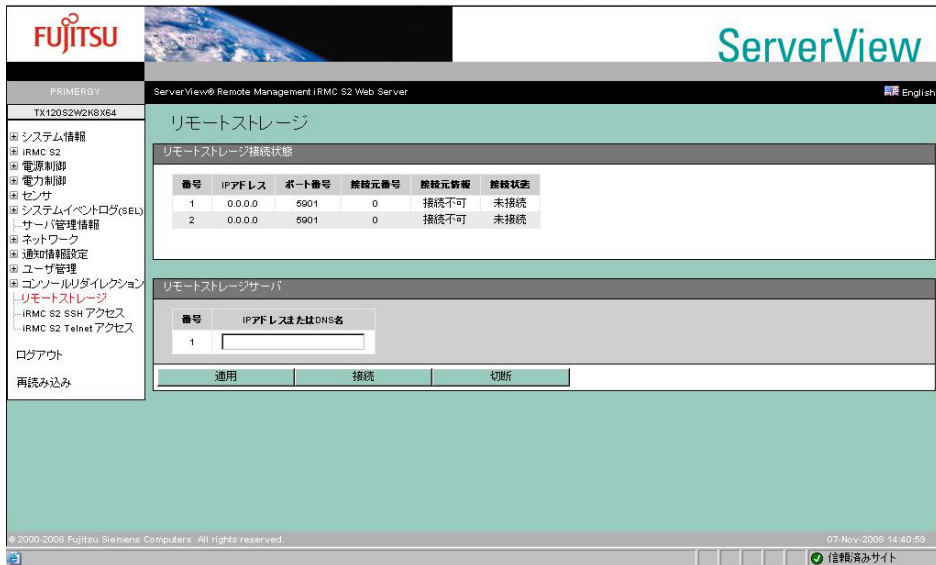 FUJITSU
ServerView
PRIMERGY
ServerView® Remote Management iRMC S2 Web Server
English
TX120S2W2K8X64
システム情報
iRMC S2
電源制御
電力制御
センサ
システムイベントログ(SEL)
サーバ管理情報
ネットワーク
通知情報設定
ユーザ管理
コンソールリダイレクション
リモートストレージ
iRMC S2 SSH アクセス
iRMC S2 Telnet アクセス
ログアウト
再読み込み
リモートストレージ
リモートストレージ接続状態
番号 IPアドレス ポート番号 接続元番号 接続元情報 接続状態
1 0.0.0.0 5901 0 接続不可 未接続
2 0.0.0.0 5901 0 接続不可 未接続
リモートストレージサーバ
番号 IPアドレスまたはDNS名
1
適用 接続 切断
© 2000-2008 Fujitsu Siemens Computers All rights reserved.
07-Nov-2008 14:40:59
信頼済みサイト